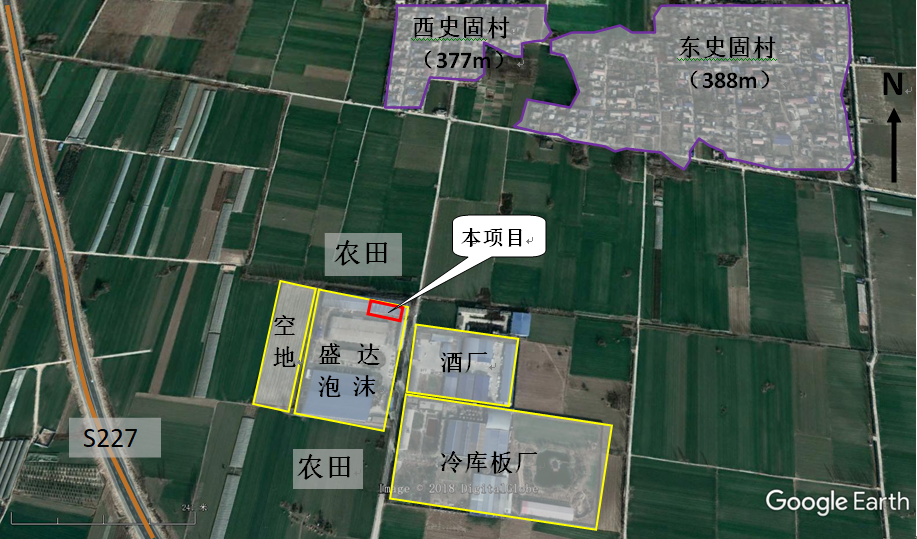 西史固村
（377m）
东史固村
（388m）
N
本项目
农田
空
地
盛 达
泡 沫
酒厂
S227
农田
冷库板厂
Image © 2018 DigitalGlobe
Google Earth